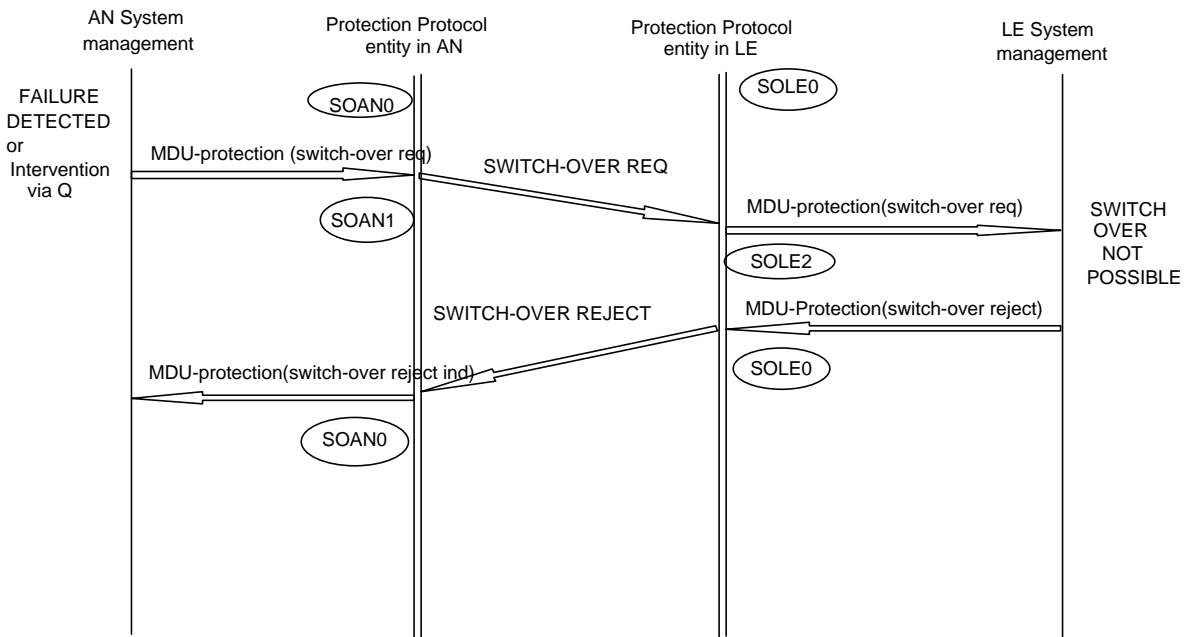 AN System
management
Protection Protocol
entity in AN
Protection Protocol
entity in LE
LE System
management
FAILURE
DETECTED
or
Intervention
via Q
SOAN0
SOLE0
MDU-protection (switch-over req)
SWITCH-OVER REQ
SOAN1
MDU-protection(switch-over req)
SWITCH
OVER
NOT
POSSIBLE
SOLE2
SWITCH-OVER REJECT
MDU-Protection(switch-over reject)
MDU-protection(switch-over reject ind)
SOLE0
SOAN0